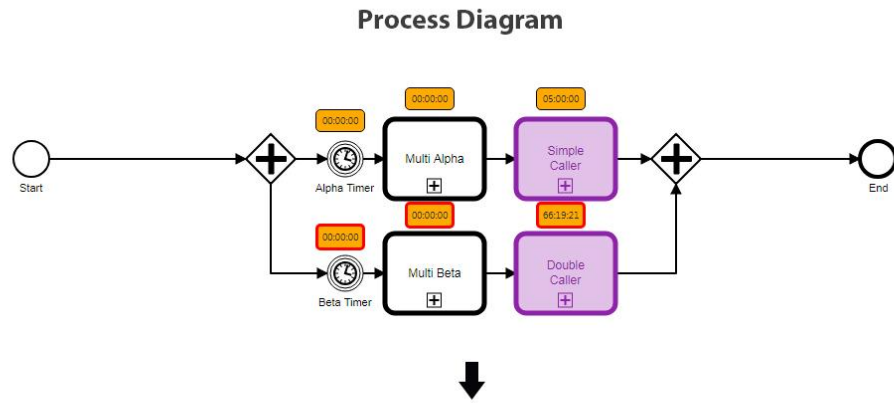 Process Diagram
00:00:00
05:00:00
00:00:00
Multi Alpha
Simple
Caller
Start
Alpha Timer
End
00:00:00
66:19:21
00:00:00
Multi Beta
Double
Caller
Beta Timer